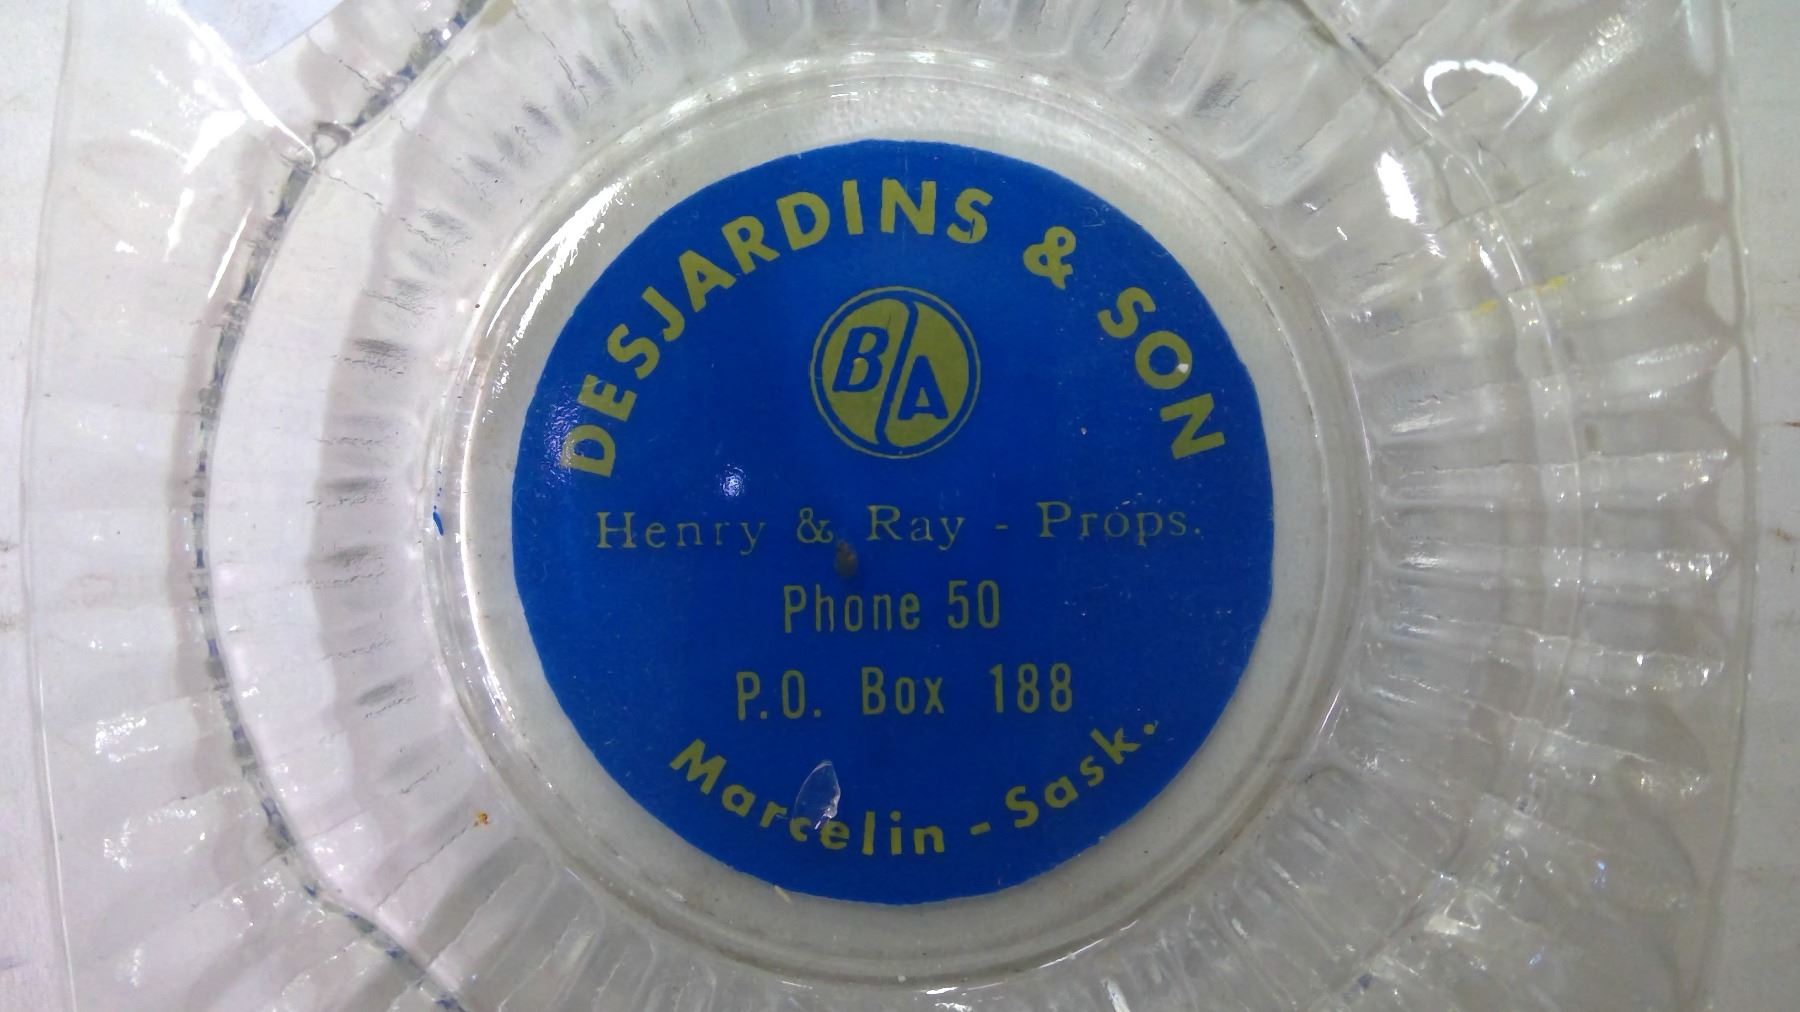 DESJARDINS & SON
B/A
Henry & Ray - Props.
Phone 50
P.O. Box 188
Marcelin - Sask.